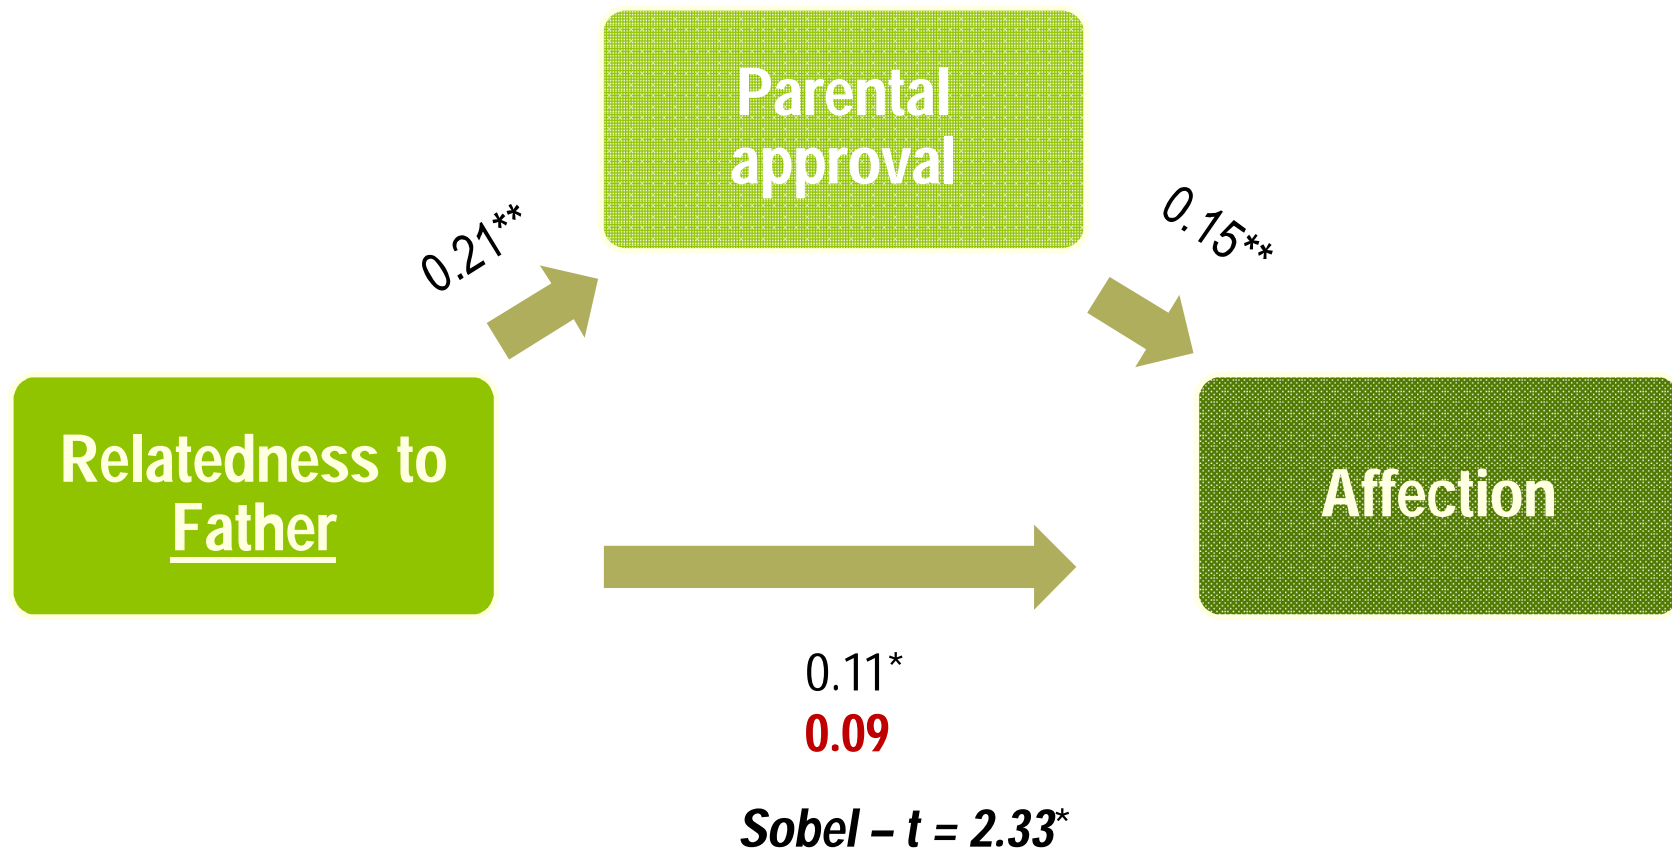 Parental
approval
0.21**
0.15**
Relatedness to
Father
Affection
0.11*
0.09
Sobel – t = 2.33*